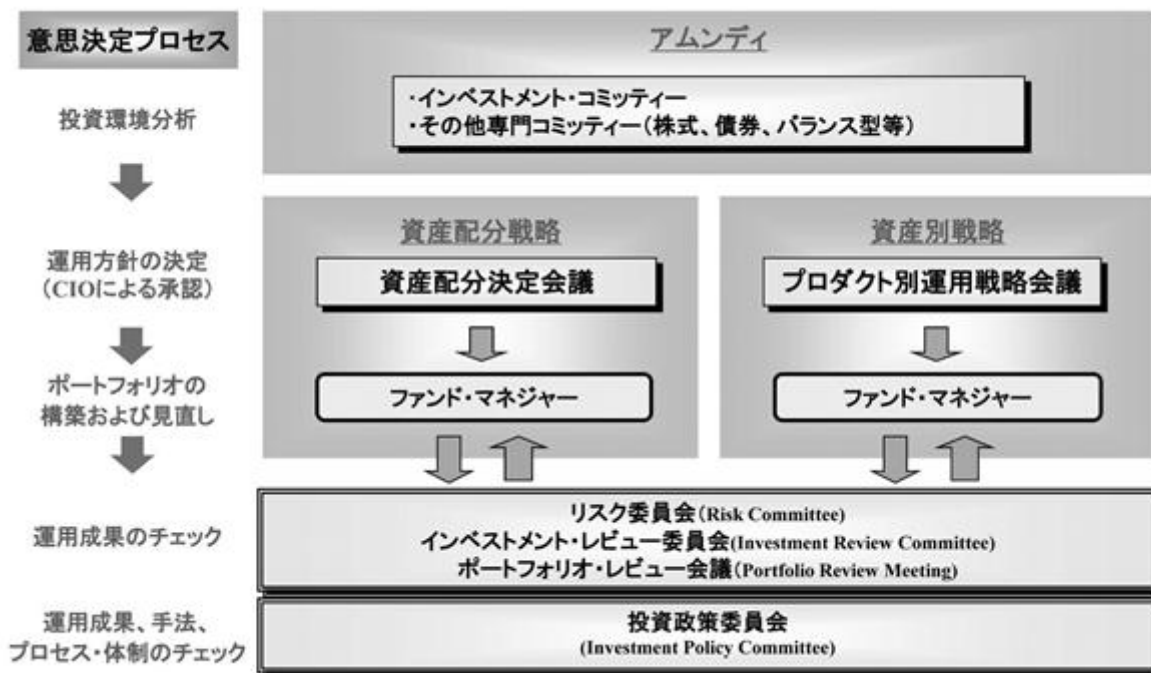 意思決定プロセス
アムンディ
投資環境分析
・インベストメント・コミッティー
・その他専門コミッティー(株式、債券、バランス型等)
資産配分戦略
資産別戦略
運用方針の決定
(CIOによる承認)
資産配分決定会議
プロダクト別運用戦略会議
ポートフォリオの
構築および見直し
ファンド・マネジャー
ファンド・マネジャー
運用成果のチェック
リスク委員会(Risk Committee)
インベストメント・レビュー委員会(Investment Review Committee)
ポートフォリオ・レビュー会議(Portfolio Review Meeting)
運用成果、手法、
プロセス・体制のチェック
投資政策委員会
(Investment Policy Committee)